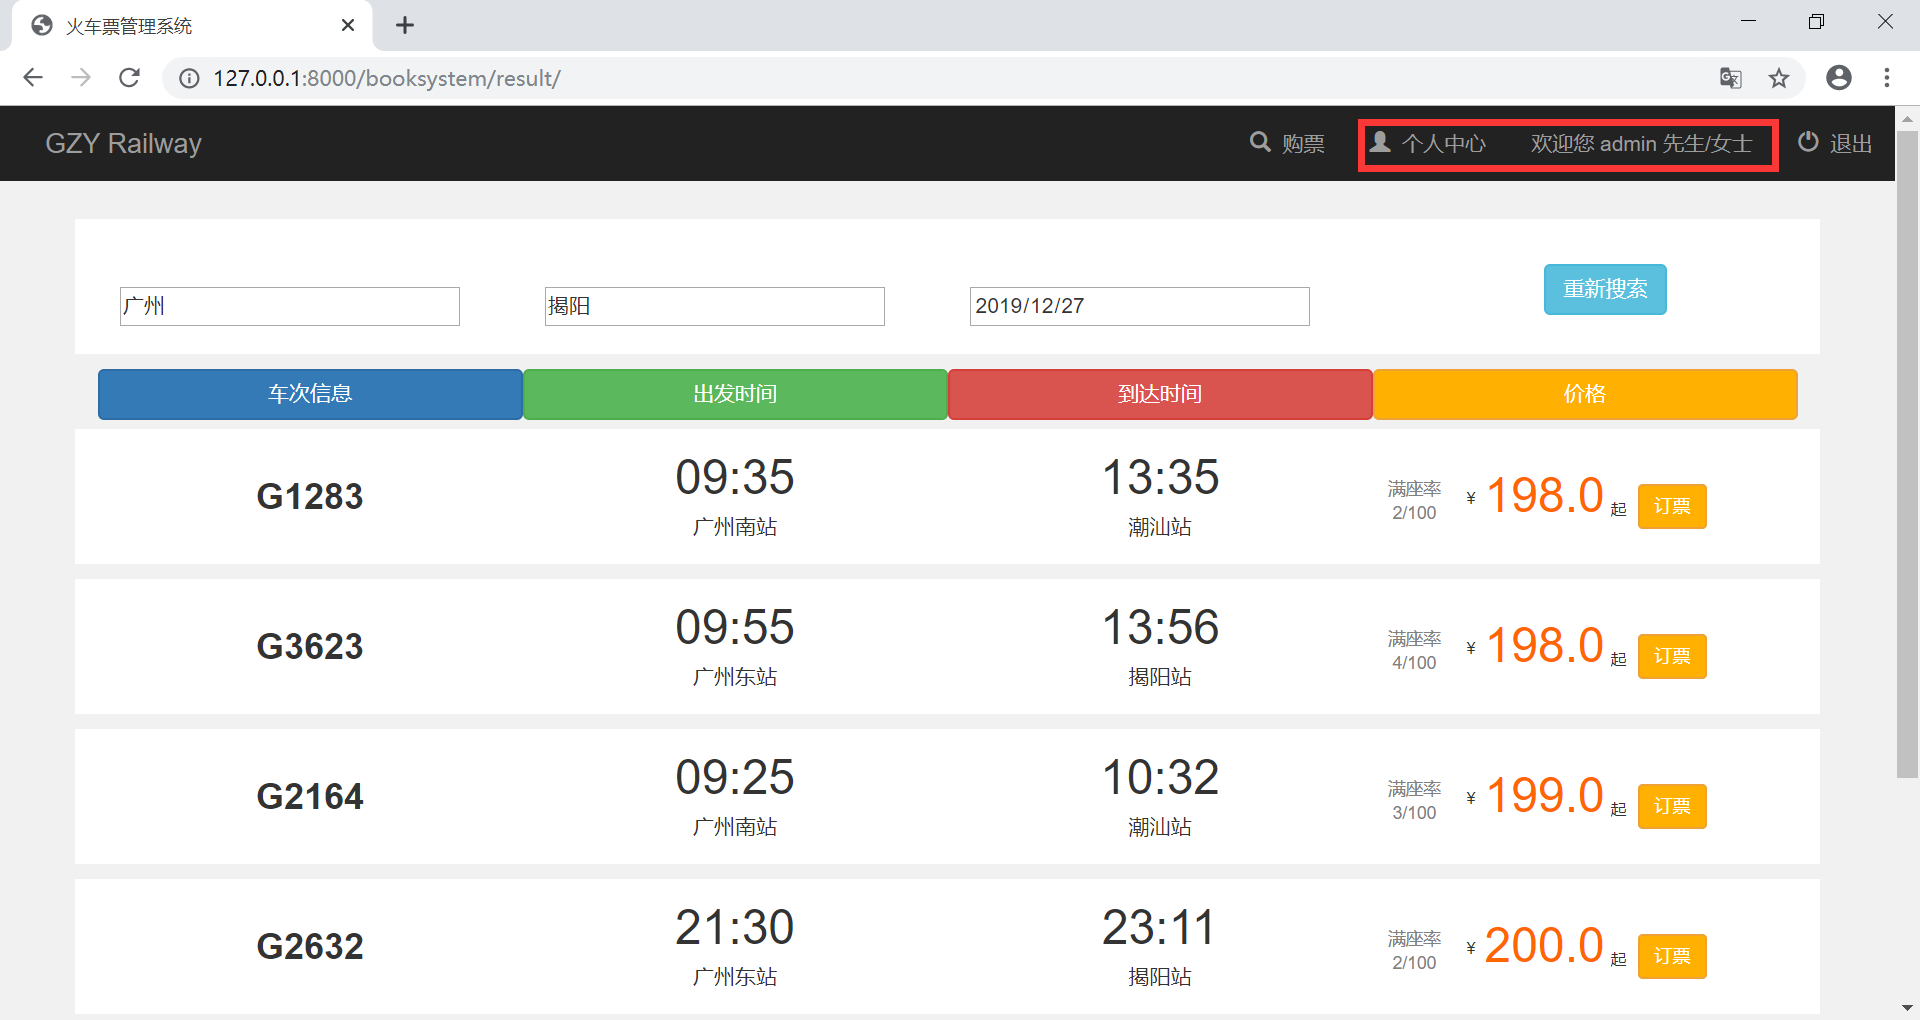 火车票管理系统
127.0.0.1:8000/booksystem/result/
GZY Railway 购票 个人中心 欢迎您 admin 先生/女士 退出
广州 揭阳 2019/12/27 重新搜索
车次信息 出发时间 到达时间 价格
G1283 09:35 13:35 满座率 ¥ 198.0 起 订票
广州南站 潮汕站 2/100
G3623 09:55 13:56 满座率 ¥ 198.0 起 订票
广州东站 揭阳站 4/100
G2164 09:25 10:32 满座率 ¥ 199.0 起 订票
广州南站 潮汕站 3/100
G2632 21:30 23:11 满座率 ¥ 200.0 起 订票
广州东站 揭阳站 2/100